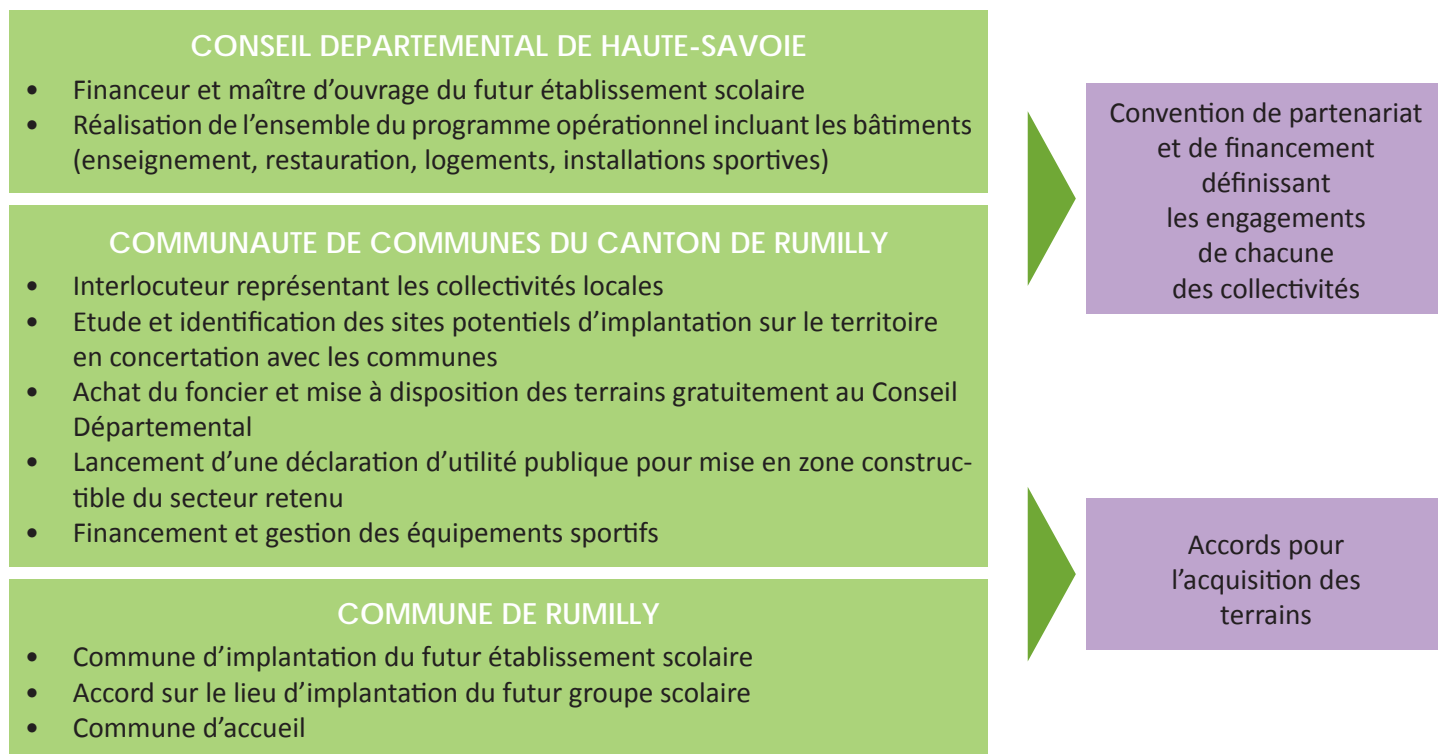 CONSEIL DEPARTEMENTAL DE HAUTE-SAVOIE
• Financeur et maître d'ouvrage du futur établissement scolaire
• Réalisation de l'ensemble du programme opérationnel incluant les bâtiments
(enseignement, restauration, logements, installations sportives)
COMMUNAUTE DE COMMUNES DU CANTON DE RUMILLY
• Interlocuteur représentant les collectivités locales
• Etude et identification des sites potentiels d'implantation sur le territoire
en concertation avec les communes
• Achat du foncier et mise à disposition des terrains gratuitement au Conseil
Départemental
• Lancement d'une déclaration d'utilité publique pour mise en zone construc-
tible du secteur retenu
• Financement et gestion des équipements sportifs
COMMUNE DE RUMILLY
• Commune d'implantation du futur établissement scolaire
• Accord sur le lieu d'implantation du futur groupe scolaire
• Commune d'accueil
Convention de partenariat
et de financement
définissant
les engagements
de chacune
des collectivités
Accords pour
l'acquisition des
terrains